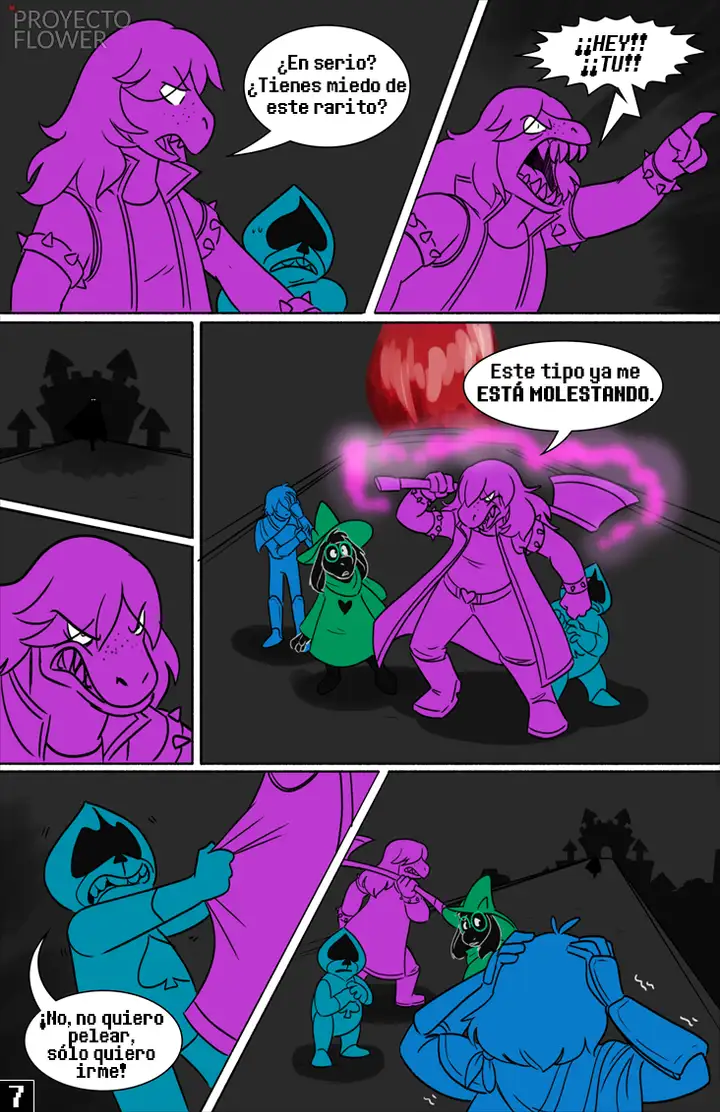 PROYECTO
FLOWER
¿En serio?
¿Tienes miedo de
este rarito?
¡¡HEY!!
¡¡TU!!
Este tipo ya me
ESTÁ MOLESTANDO.
¡No, no quiero
pelear,
sólo quiero
irme!
7